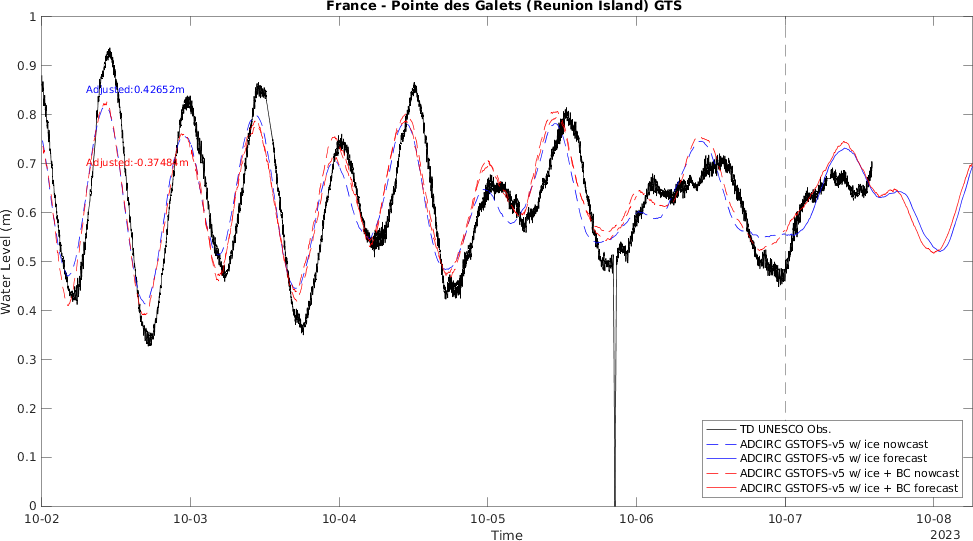 France - Pointe des Galets (Reunion Island) GTS
1
0.9
0.8
0.7
0.6
0.5
0.4
0.3
0.2
0.1
0
Water Level (m)
Adjusted:0.42652m
TD UNESCO Obs.
ADCIRC GSTOFS-v5 w/ ice nowcast
ADCIRC GSTOFS-v5 w/ ice forecast
ADCIRC GSTOFS-v5 w/ ice + BC nowcast
ADCIRC GSTOFS-v5 w/ ice + BC forecast
10-02
10-03
10-04
10-05
10-06
10-07
10-08
Time
2023